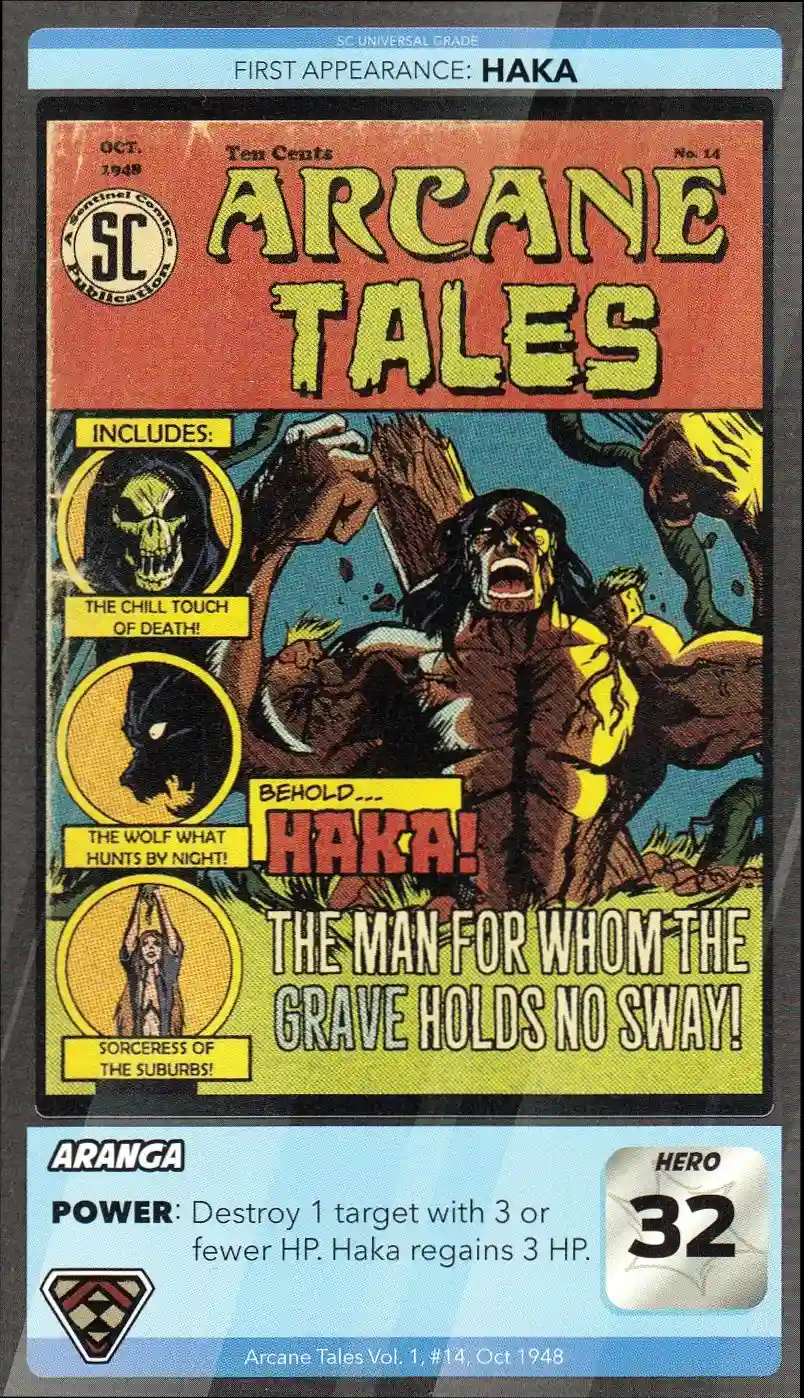 SC UNIVERSAL GRADE
FIRST APPEARANCE: HAKA
OCT.
1948
Ten Cents
No. 14
A Sentinel Comics
SC
Publication
ARCANE
TALES
INCLUDES:
THE CHILL TOUCH
OF DEATH!
THE WOLF WHAT
HUNTS BY NIGHT!
SORCERESS OF
THE SUBURBS!
BEHOLD...
HAKA!
THE MAN FOR WHOM THE
GRAVE HOLDS NO SWAY!
ARANGA
POWER: Destroy 1 target with 3 or
fewer HP. Haka regains 3 HP.
HERO
32
Arcane Tales Vol. 1, #14, Oct 1948